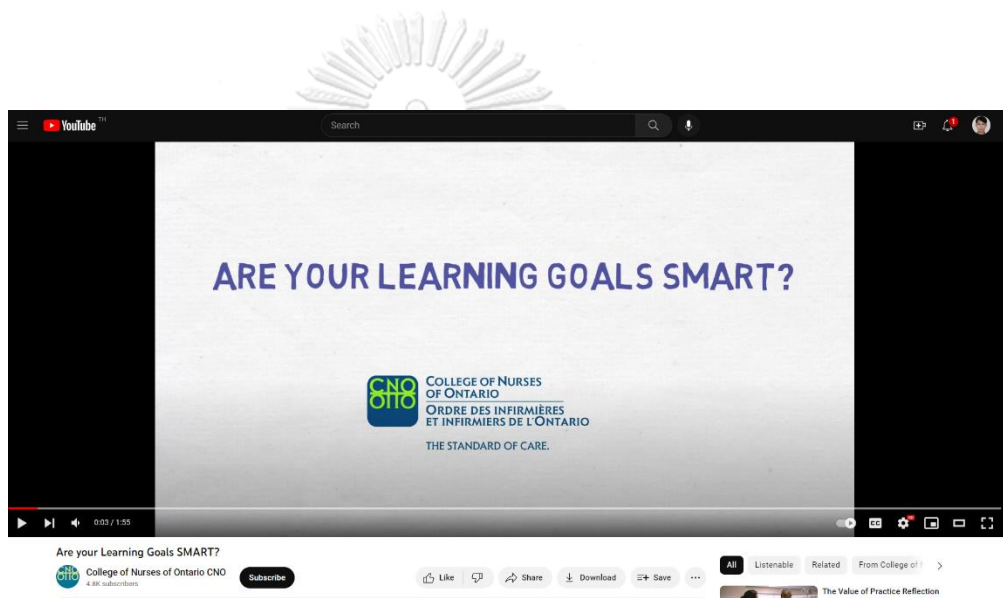 YouTube TH
Search
1
ARE YOUR LEARNING GOALS SMART?
CNO
OIIO
COLLEGE OF NURSES
OF ONTARIO
ORDRE DES INFIRMIÈRES
ET INFIRMIERS DE L'ONTARIO
THE STANDARD OF CARE.
0:03 / 1:55
CC
Are your Learning Goals SMART?
College of Nurses of Ontario CNO
4.8K subscribers
Subscribe
Like
Share
Download
Save
All
Listenable
Related
From College of
The Value of Practice Reflection